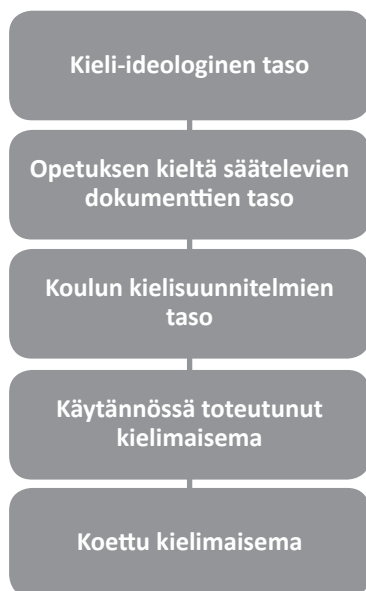 Kieli-ideologinen taso
Opetuksen kieltä säätelevien
dokumenttien taso
Koulun kielisuunnitelmien
taso
Käytännössä toteutunut
kielimaisema
Koettu kielimaisema